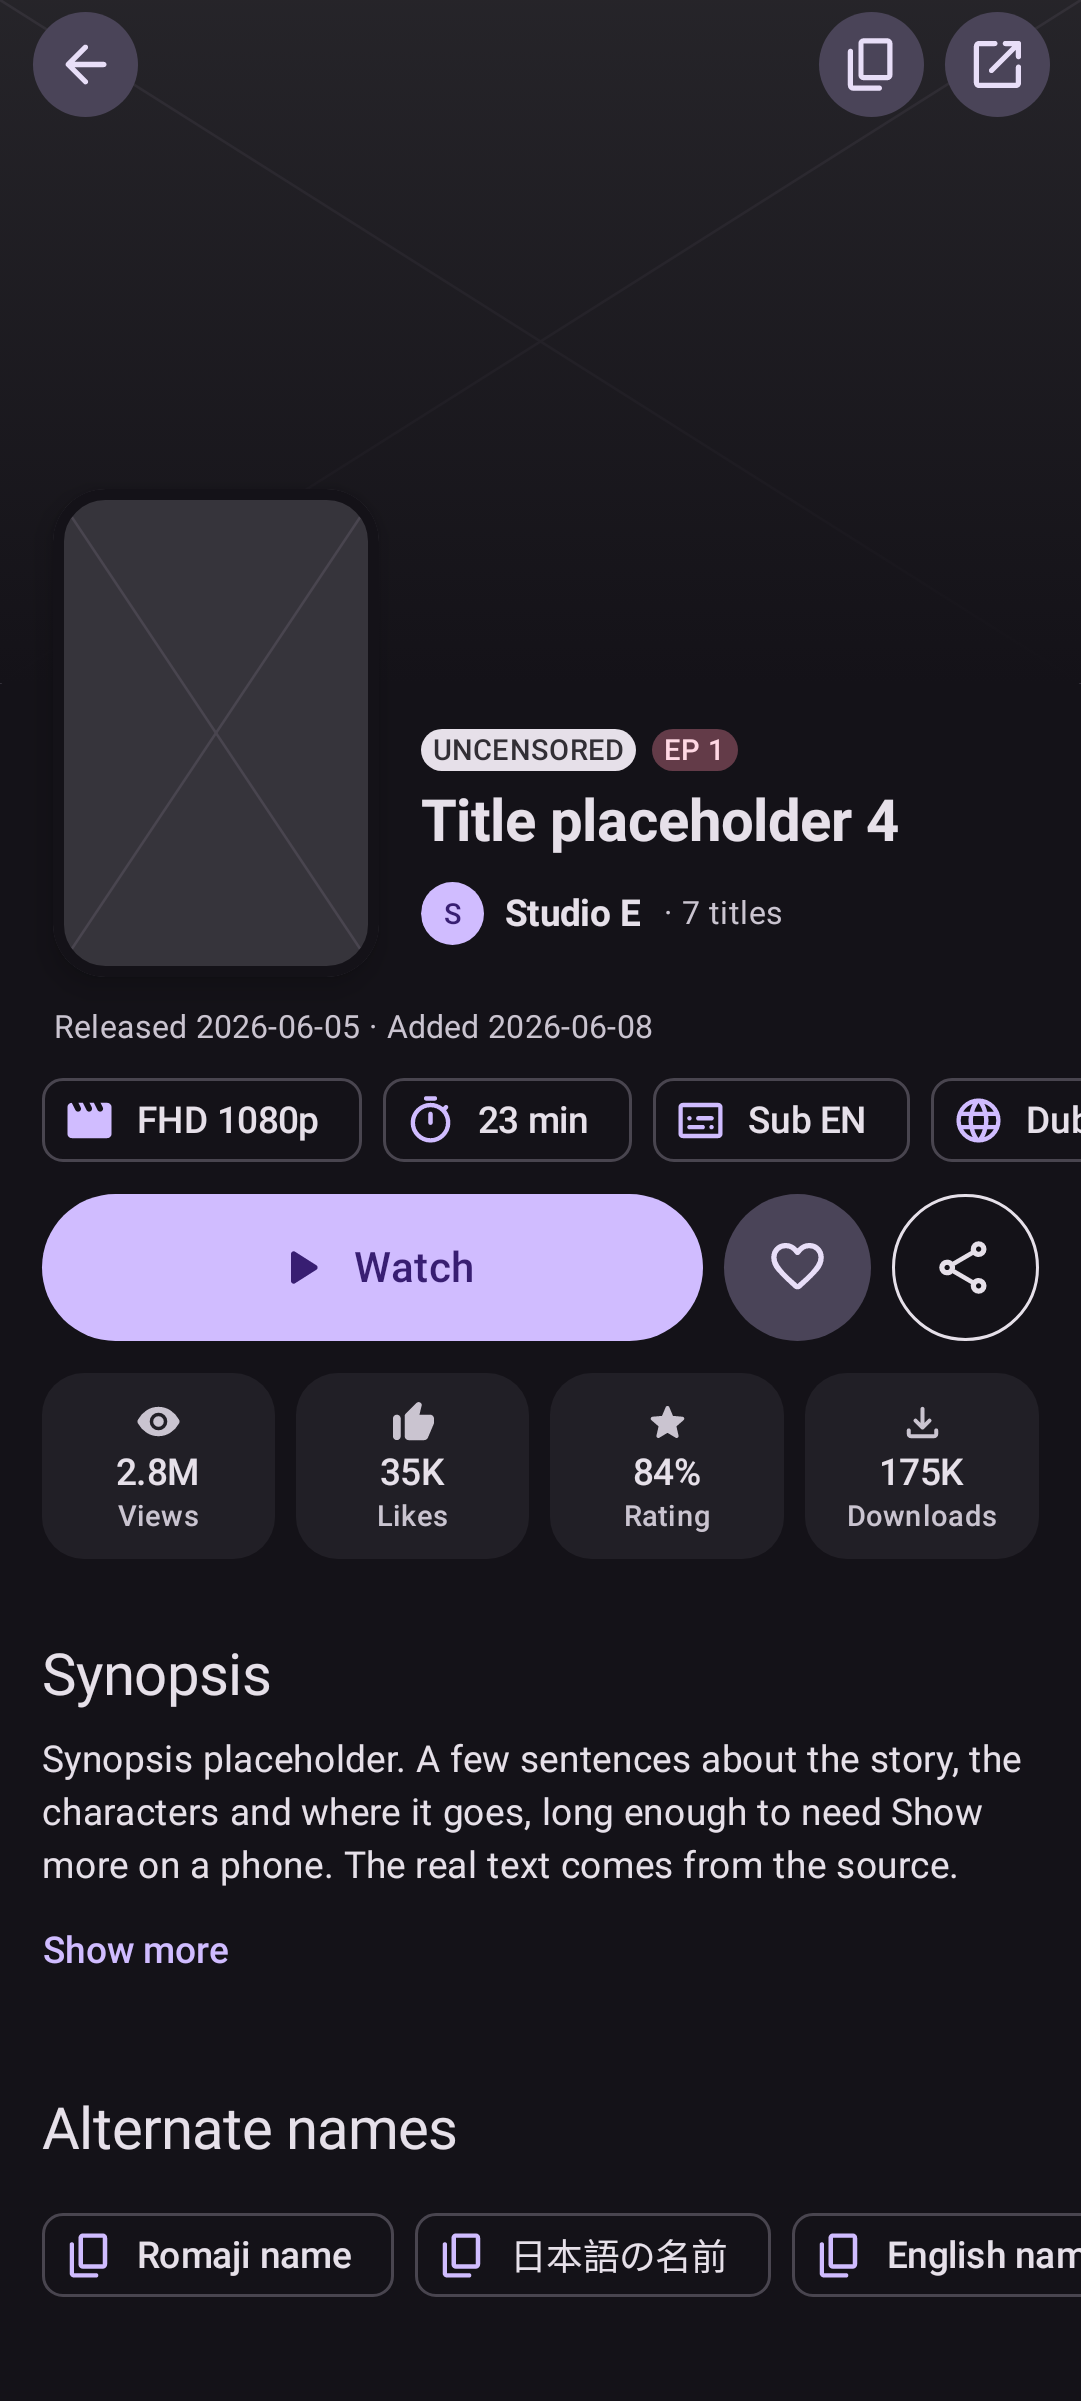 UNCENSORED EP 1
Title placeholder 4
S Studio E · 7 titles
Released 2026-06-05 · Added 2026-06-08
FHD 1080p 23 min Sub EN Dub
Watch
2.8M 35K 84% 175K
Views Likes Rating Downloads
Synopsis
Synopsis placeholder. A few sentences about the story, the
characters and where it goes, long enough to need Show
more on a phone. The real text comes from the source.
Show more
Alternate names
Romaji name 日本語の名前 English nam